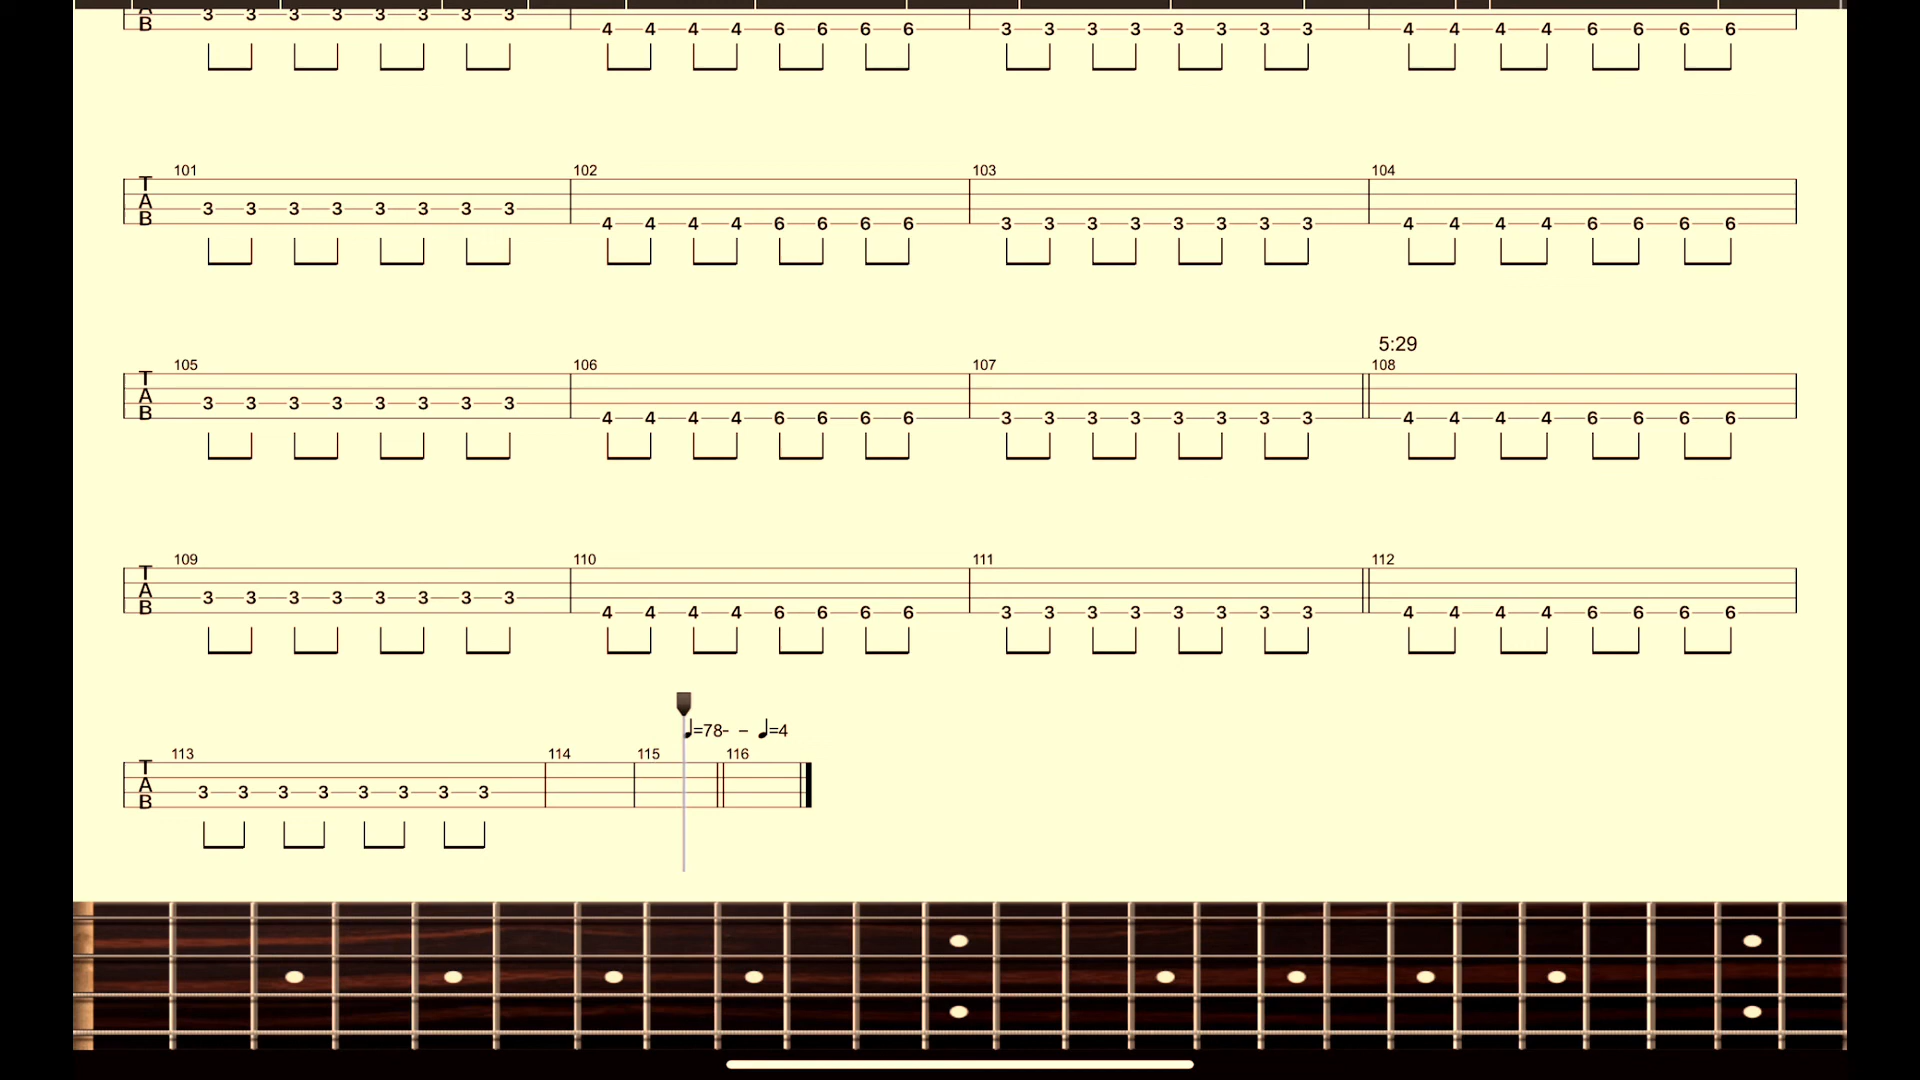 A 3 3 3 3 3 3 3 3
B 4 4 4 4 6 6 6 6 3 3 3 3 3 3 3 3 4 4 4 4 6 6 6 6
101 102 103 104
T
A 3 3 3 3 3 3 3 3
B 4 4 4 4 6 6 6 6 3 3 3 3 3 3 3 3 4 4 4 4 6 6 6 6
5:29
105 106 107 108
T
A 3 3 3 3 3 3 3 3
B 4 4 4 4 6 6 6 6 3 3 3 3 3 3 3 3 4 4 4 4 6 6 6 6
109 110 111 112
T
A 3 3 3 3 3 3 3 3
B 4 4 4 4 6 6 6 6 3 3 3 3 3 3 3 3 4 4 4 4 6 6 6 6
♩=78- – ♩=4
113 114 115 116
T
A 3 3 3 3 3 3 3 3
B